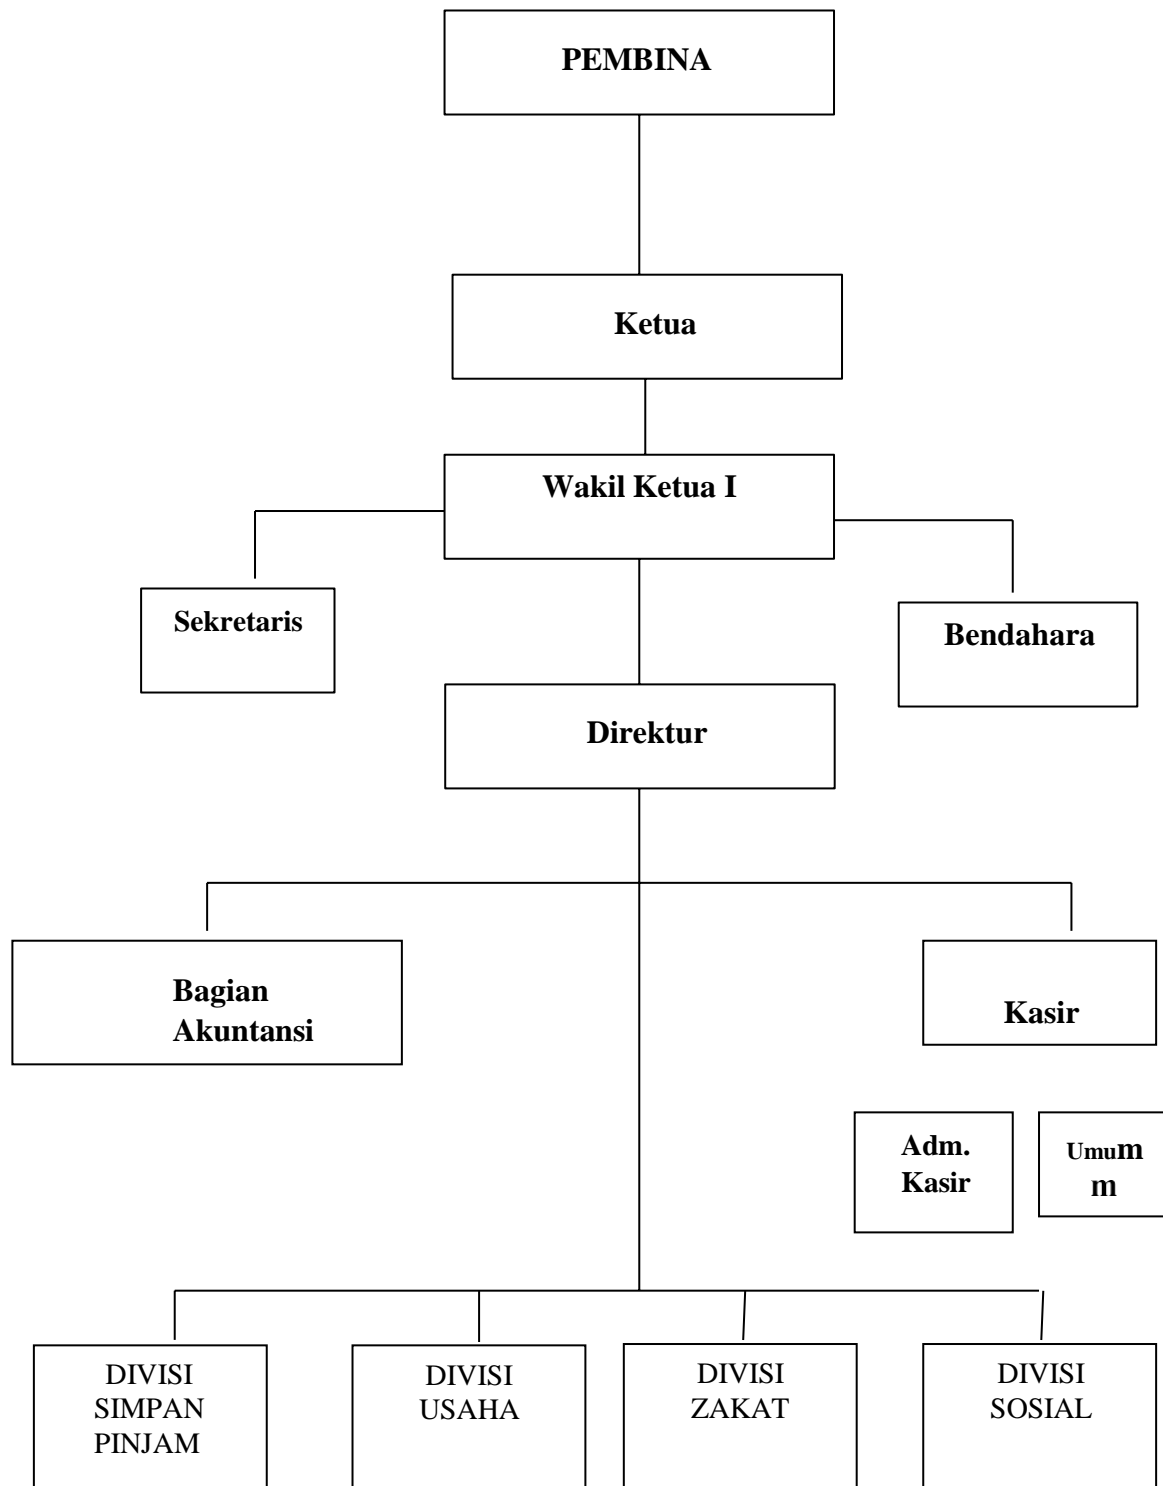 PEMBINA
Ketua
Wakil Ketua I
Sekretaris
Bendahara
Direktur
Bagian
Akuntansi
Kasir
Adm.
Kasir
Umum
m
DIVISI
SIMPAN
PINJAM
DIVISI
USAHA
DIVISI
ZAKAT
DIVISI
SOSIAL